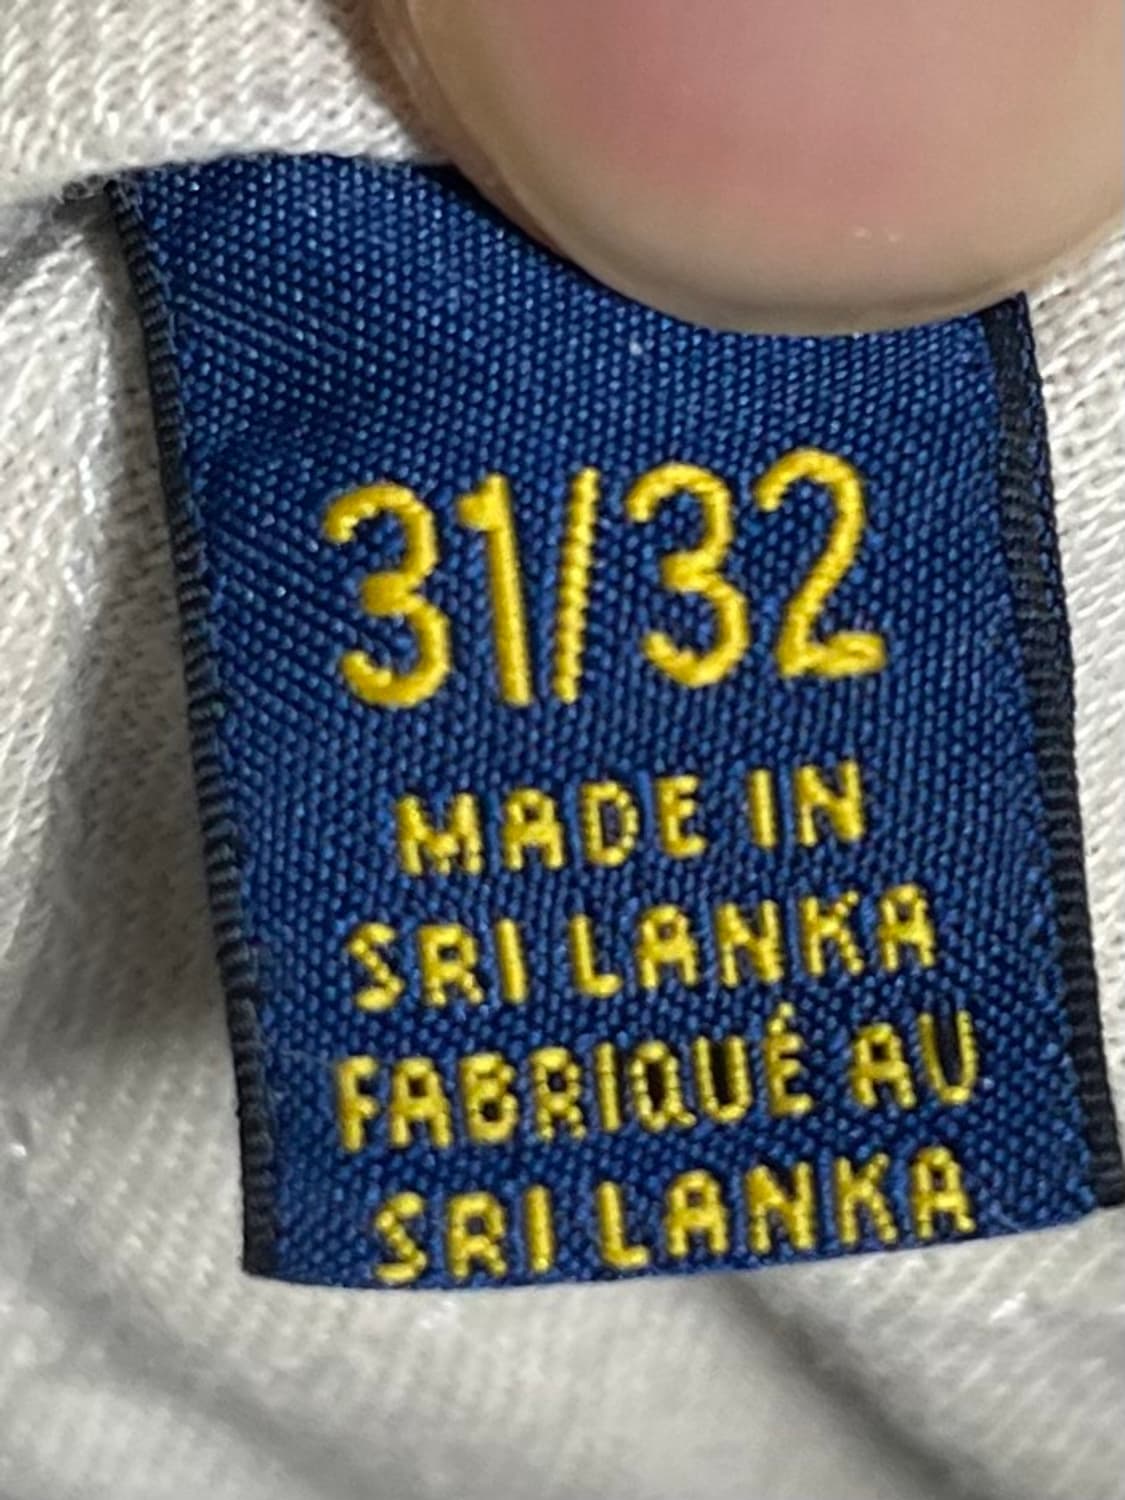 31/32
MADE IN
SRI LANKA
FABRIQUÉ AU
SRI LANKA